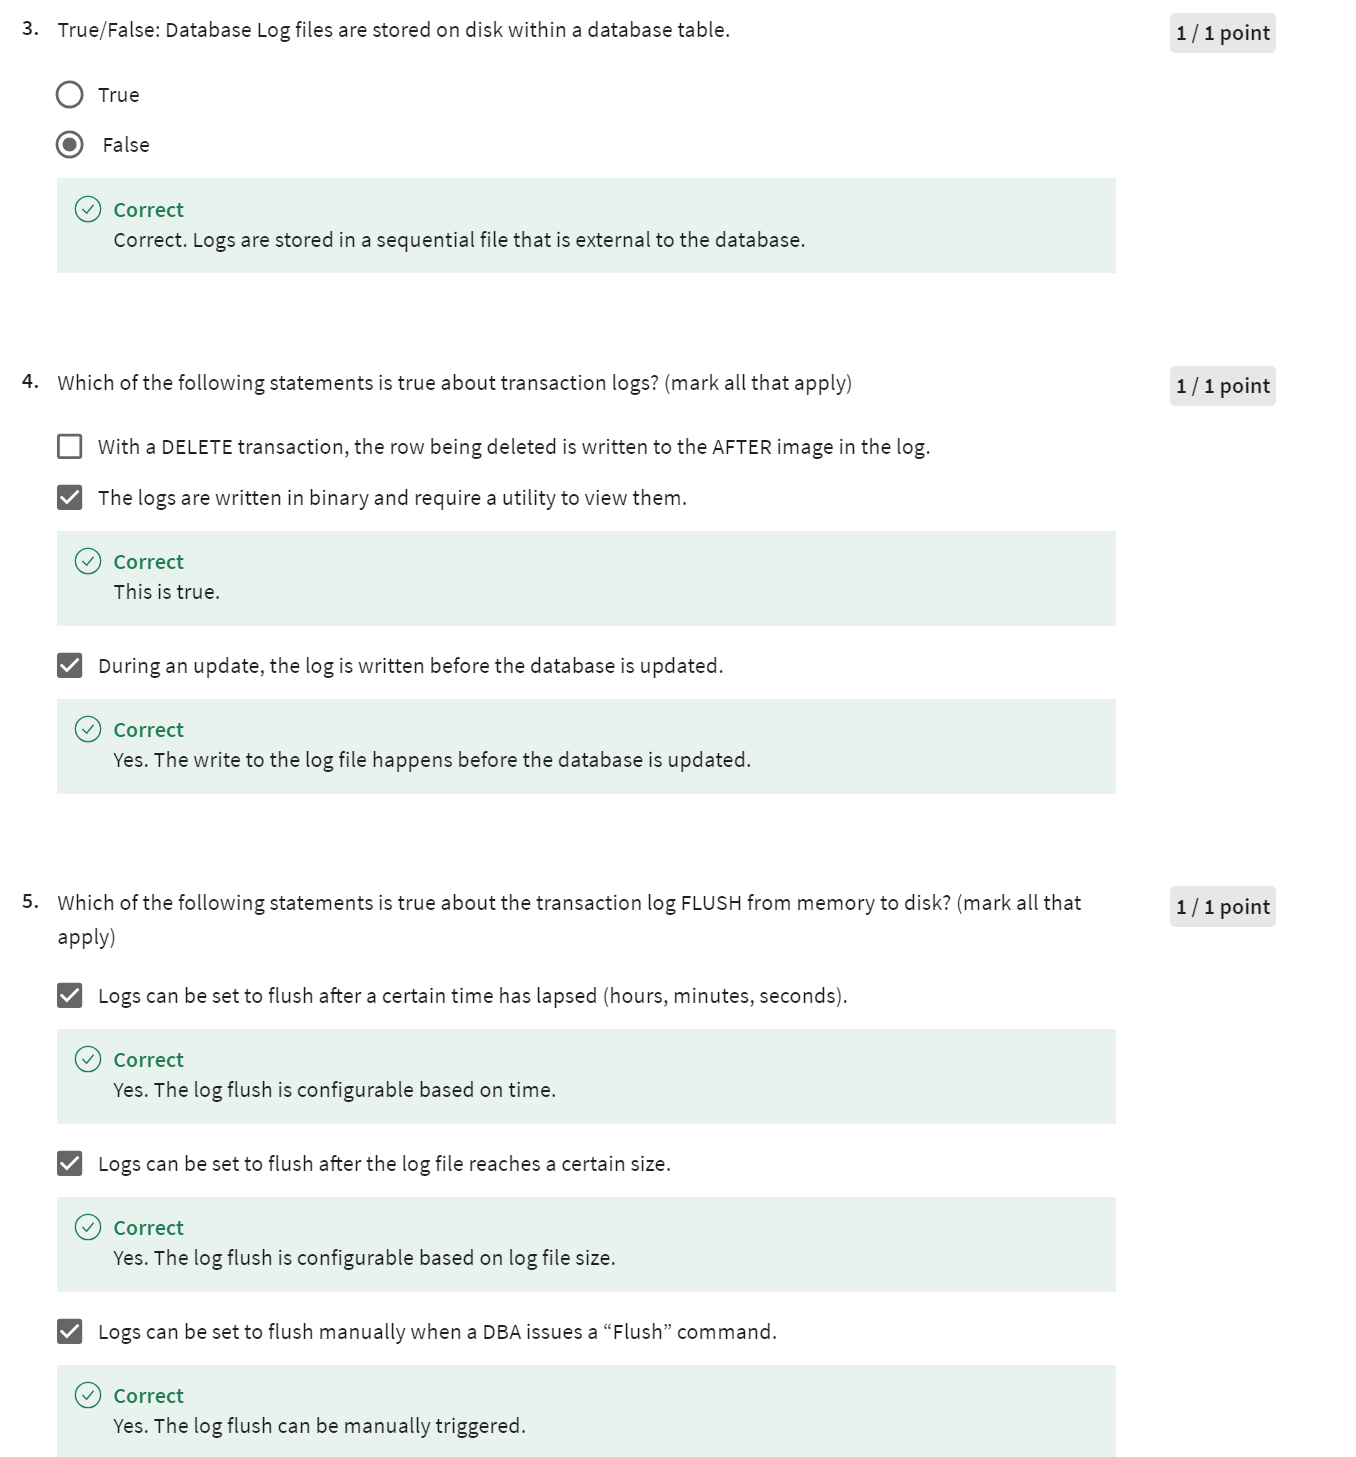 3. True/False: Database Log files are stored on disk within a database table.
1 / 1 point
True
False
Correct
Correct. Logs are stored in a sequential file that is external to the database.
4. Which of the following statements is true about transaction logs? (mark all that apply)
1 / 1 point
With a DELETE transaction, the row being deleted is written to the AFTER image in the log.
The logs are written in binary and require a utility to view them.
Correct
This is true.
During an update, the log is written before the database is updated.
Correct
Yes. The write to the log file happens before the database is updated.
5. Which of the following statements is true about the transaction log FLUSH from memory to disk? (mark all that
apply)
1 / 1 point
Logs can be set to flush after a certain time has lapsed (hours, minutes, seconds).
Correct
Yes. The log flush is configurable based on time.
Logs can be set to flush after the log file reaches a certain size.
Correct
Yes. The log flush is configurable based on log file size.
Logs can be set to flush manually when a DBA issues a “Flush” command.
Correct
Yes. The log flush can be manually triggered.